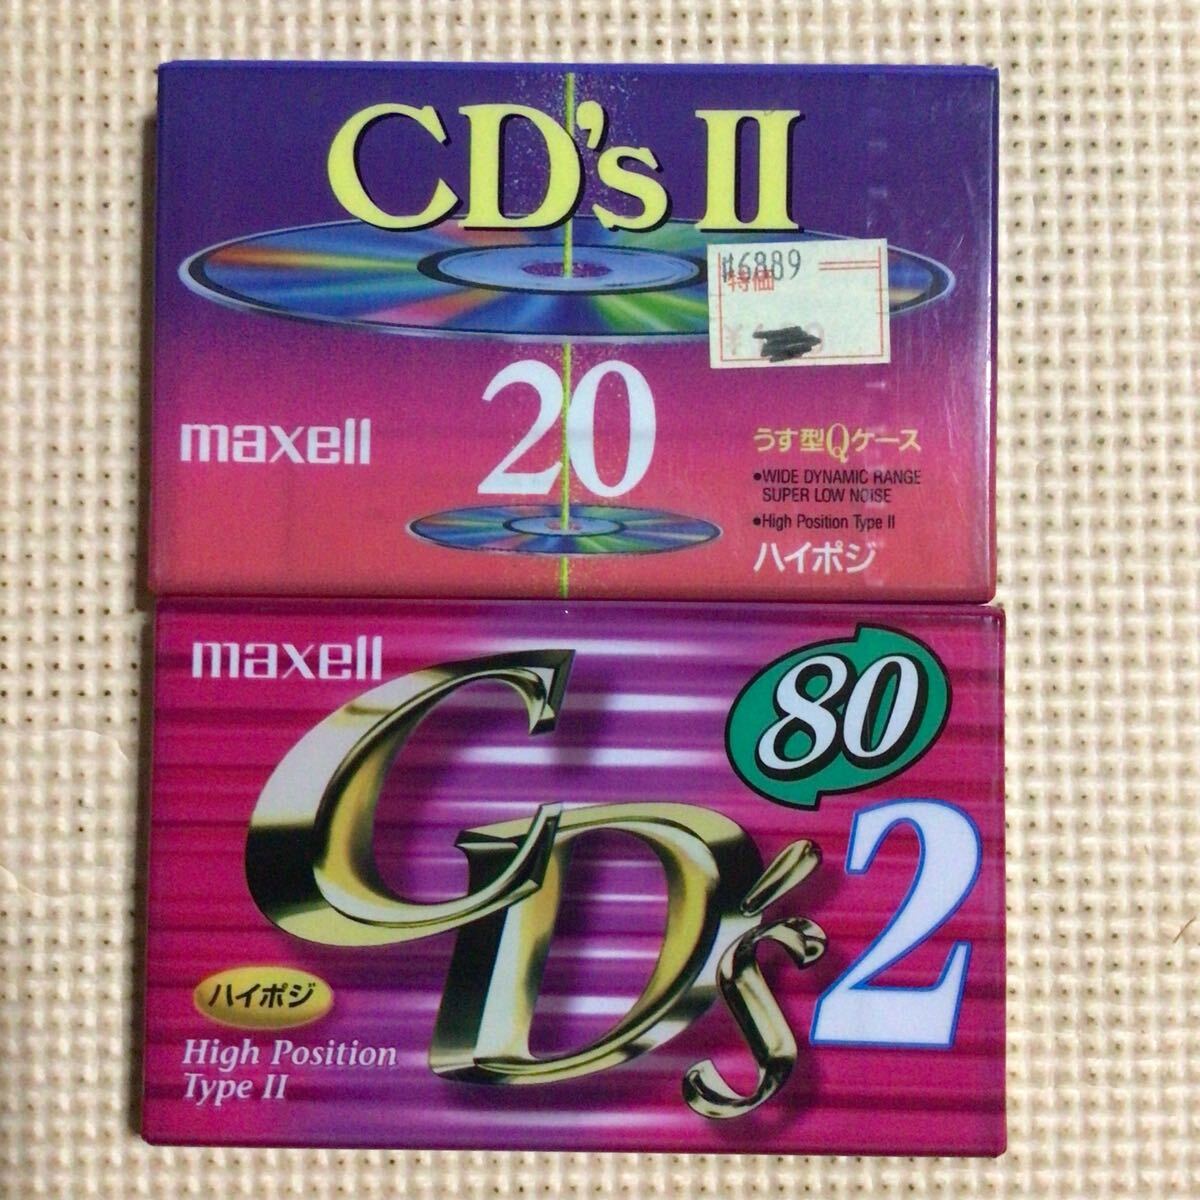 CD's II
16889
特価
maxell
20
うす型Qケース
●WIDE DYNAMIC RANGE
SUPER LOW NOISE
●High Position Type II
ハイポジ
maxell
80
CD's 2
ハイポジ
High Position
Type II